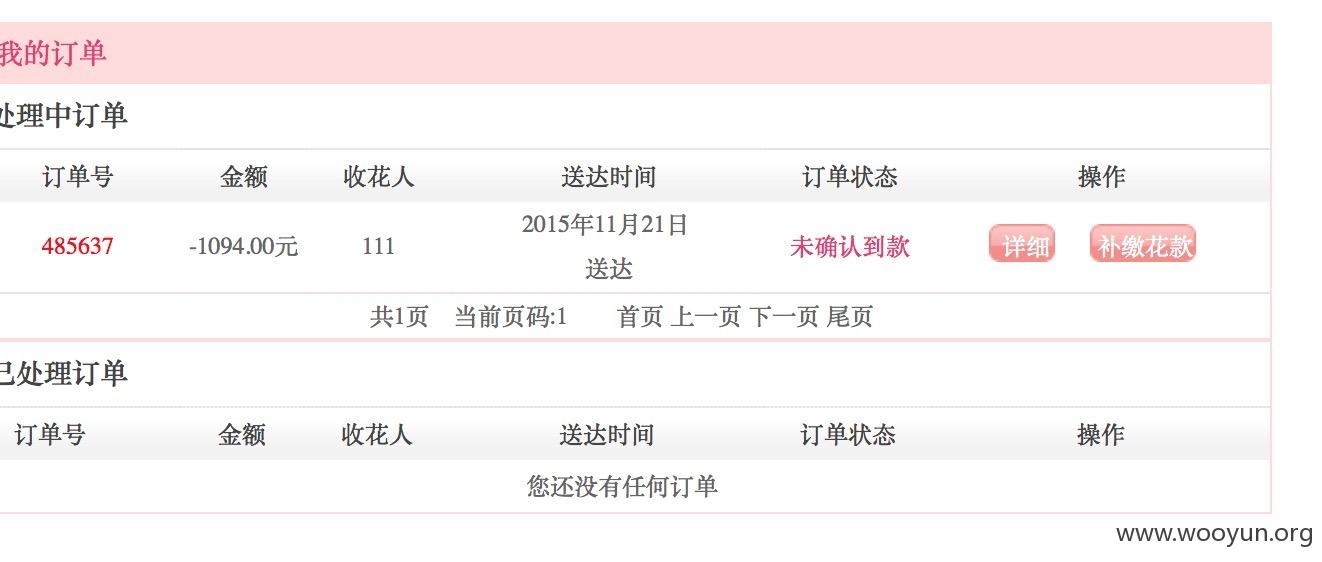 我的订单
处理中订单
订单号 金额 收花人 送达时间 订单状态 操作
485637 -1094.00元 111 2015年11月21日 送达 未确认到款 详细 补缴花款
共1页 当前页码:1 首页 上一页 下一页 尾页
已处理订单
订单号 金额 收花人 送达时间 订单状态 操作
您还没有任何订单
www.wooyun.org